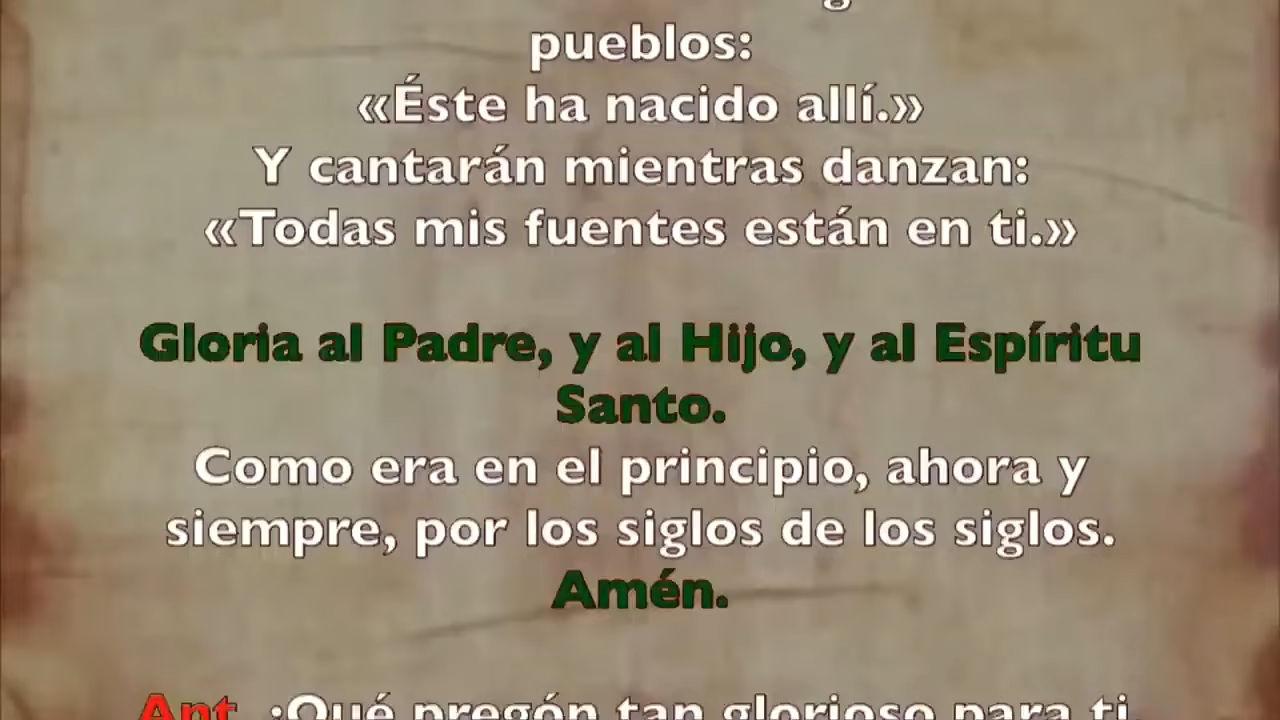 pueblos:
«Éste ha nacido allí.»
Y cantarán mientras danzan:
«Todas mis fuentes están en ti.»
Gloria al Padre, y al Hijo, y al Espíritu
Santo.
Como era en el principio, ahora y
siempre, por los siglos de los siglos.
Amén.
Ant. ¡Qué pregón tan glorioso para ti,